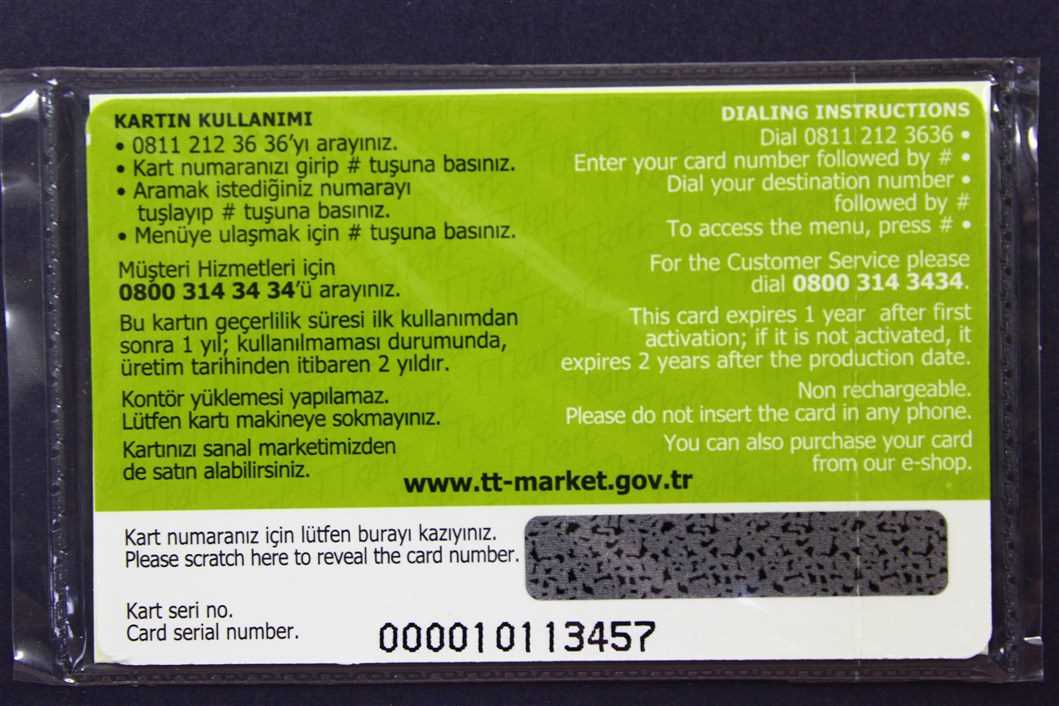 KARTIN KULLANIMI
• 0811 212 36 36'yı arayınız.
• Kart numaranızı girip # tuşuna basınız.
• Aramak istediğiniz numarayı
tuşlayıp # tuşuna basınız.
• Menüye ulaşmak için # tuşuna basınız.
Müşteri Hizmetleri için
0800 314 34 34'ü arayınız.
Bu kartın geçerlilik süresi ilk kullanımdan
sonra 1 yıl; kullanılmaması durumunda,
üretim tarihinden itibaren 2 yıldır.
Kontör yüklemesi yapılamaz.
Lütfen kartı makineye sokmayınız.
Kartınızı sanal marketimizden
de satın alabilirsiniz.
DIALING INSTRUCTIONS
Dial 0811 212 3636 •
Enter your card number followed by # •
Dial your destination number •
followed by #
To access the menu, press # •
For the Customer Service please
dial 0800 314 3434.
This card expires 1 year after first
activation; if it is not activated, it
expires 2 years after the production date.
Non rechargeable.
Please do not insert the card in any phone.
You can also purchase your card
from our e-shop.
www.tt-market.gov.tr
Kart numaranız için lütfen burayı kazıyınız.
Please scratch here to reveal the card number.
Kart seri no.
Card serial number.
000010113457